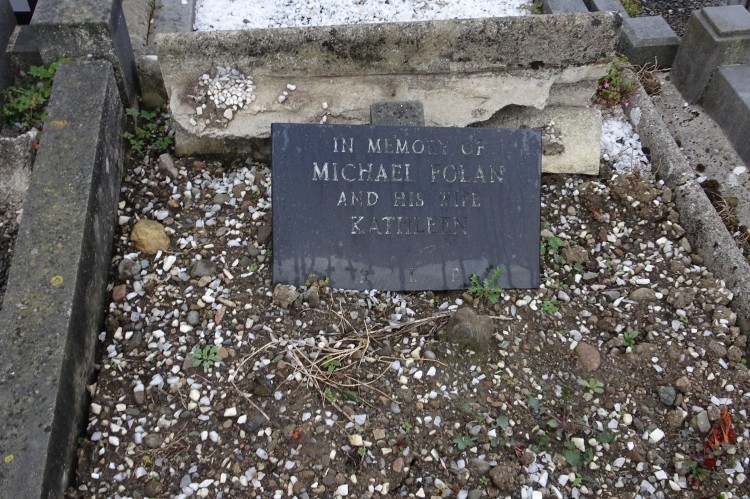 IN MEMORY OF
MICHAEL FOLAN
AND HIS WIFE
KATHLEEN
R I P